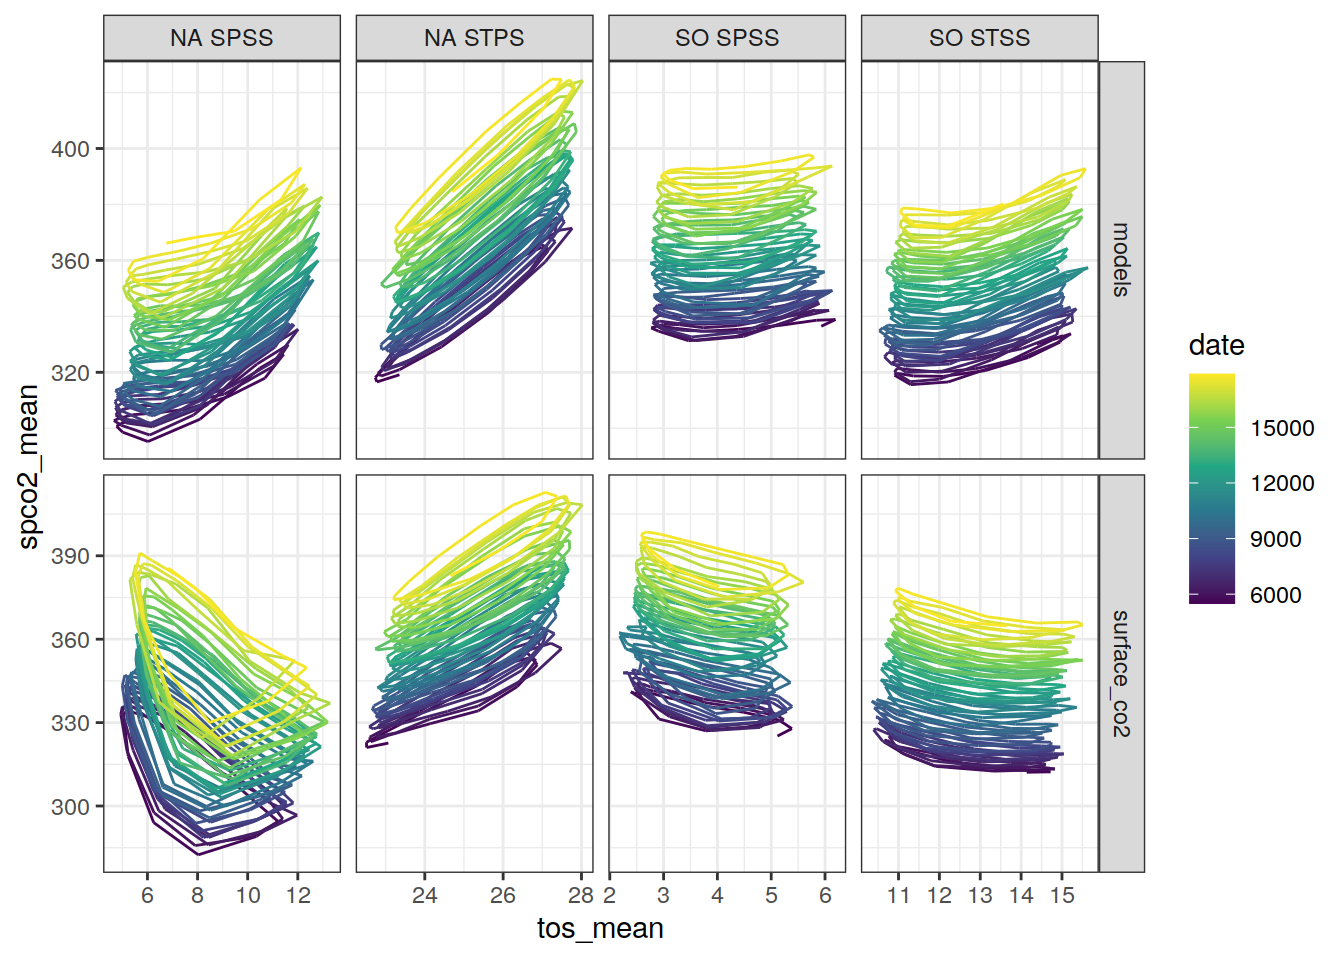 NA SPSS
NA STPS
SO SPSS
SO STSS
400
360
320
models
390
360
330
300
surface_co2
spco2_mean
6 8 10 12
24 26 28
2 3 4 5 6
11 12 13 14 15
tos_mean
date
15000
12000
9000
6000